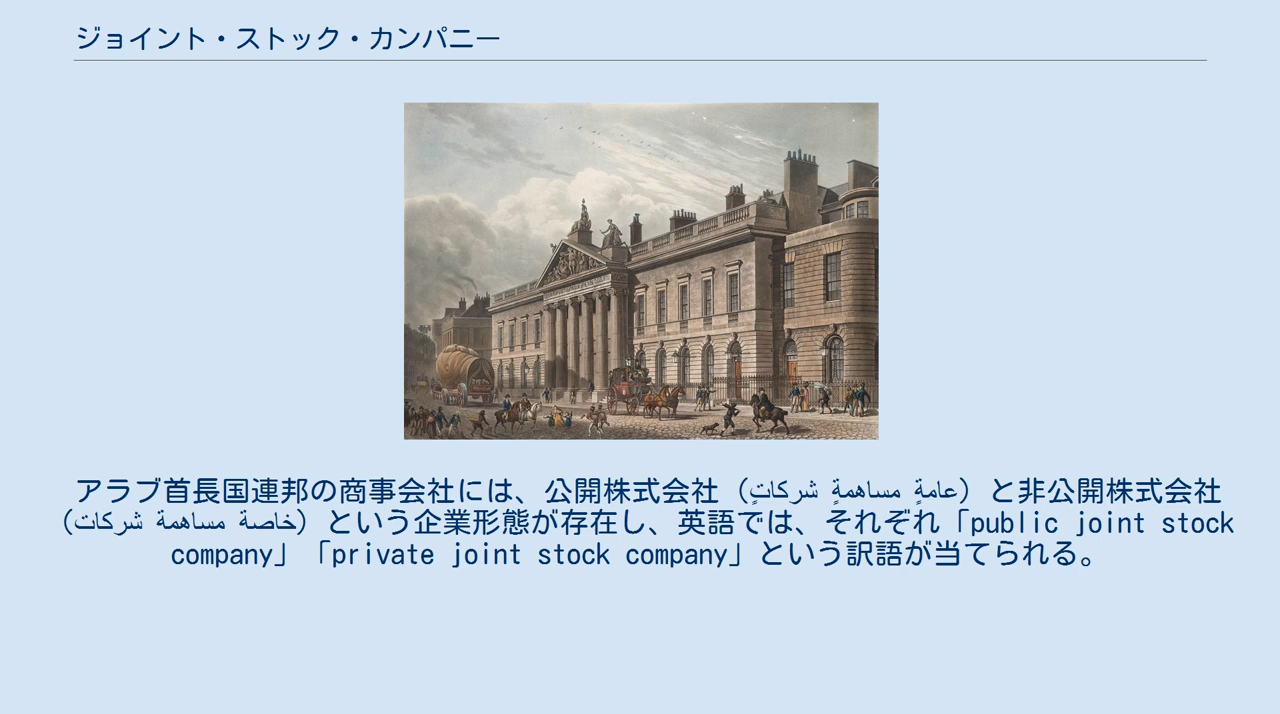 ジョイント・ストック・カンパニー
アラブ首長国連邦の商事会社には、公開株式会社（شركاتٍ مساهمةٍ عامةٍ）と非公開株式会社
（شركات مساهمة خاصة）という企業形態が存在し、英語では、それぞれ「public joint stock
company」「private joint stock company」という訳語が当てられる。